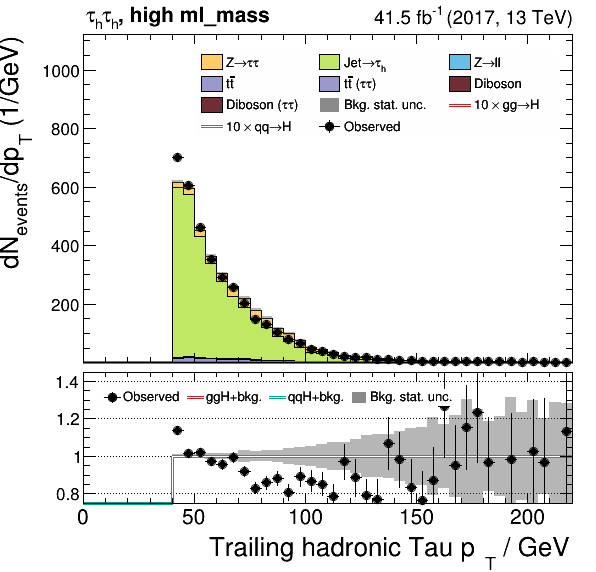 τhτh, high ml_mass 41.5 fb-1 (2017, 13 TeV)
dNevents/dpT (1/GeV)
1000
800
600
400
200
Z→ττ Jet→τh Z→ll
tt̄ tt̄ (ττ) Diboson
Diboson (ττ) Bkg. stat. unc. 10 × gg→H
10 × qq→H Observed
1.4
1.2
1
0.8
Observed ggH+bkg. qqH+bkg. Bkg. stat. unc.
0 50 100 150 200
Trailing hadronic Tau p T / GeV